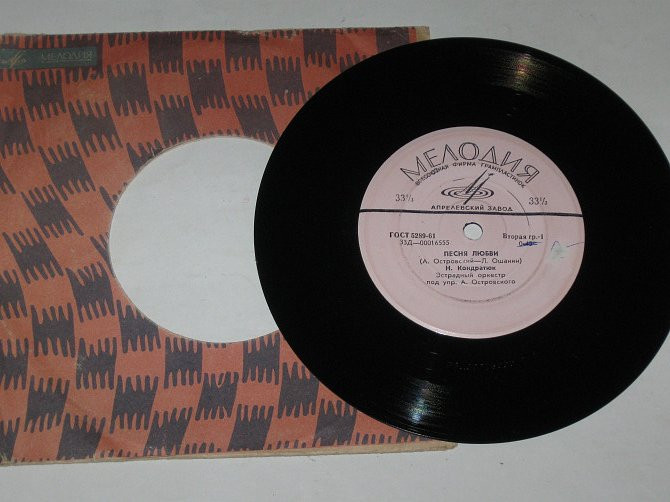 МЕЛОДИЯ
МЕЛОДИЯ
ВСЕСОЮЗНАЯ ФИРМА ГРАМПЛАСТИНОК
33⅓ 33⅓
АПРЕЛЕВСКИЙ ЗАВОД
ГОСТ 5289-61 Вторая гр.-1
33Д—00016555
ПЕСНЯ ЛЮБВИ
(А. Островский—Л. Ошанин)
Н. Кондратюк
Эстрадный оркестр
под упр. А. Островского